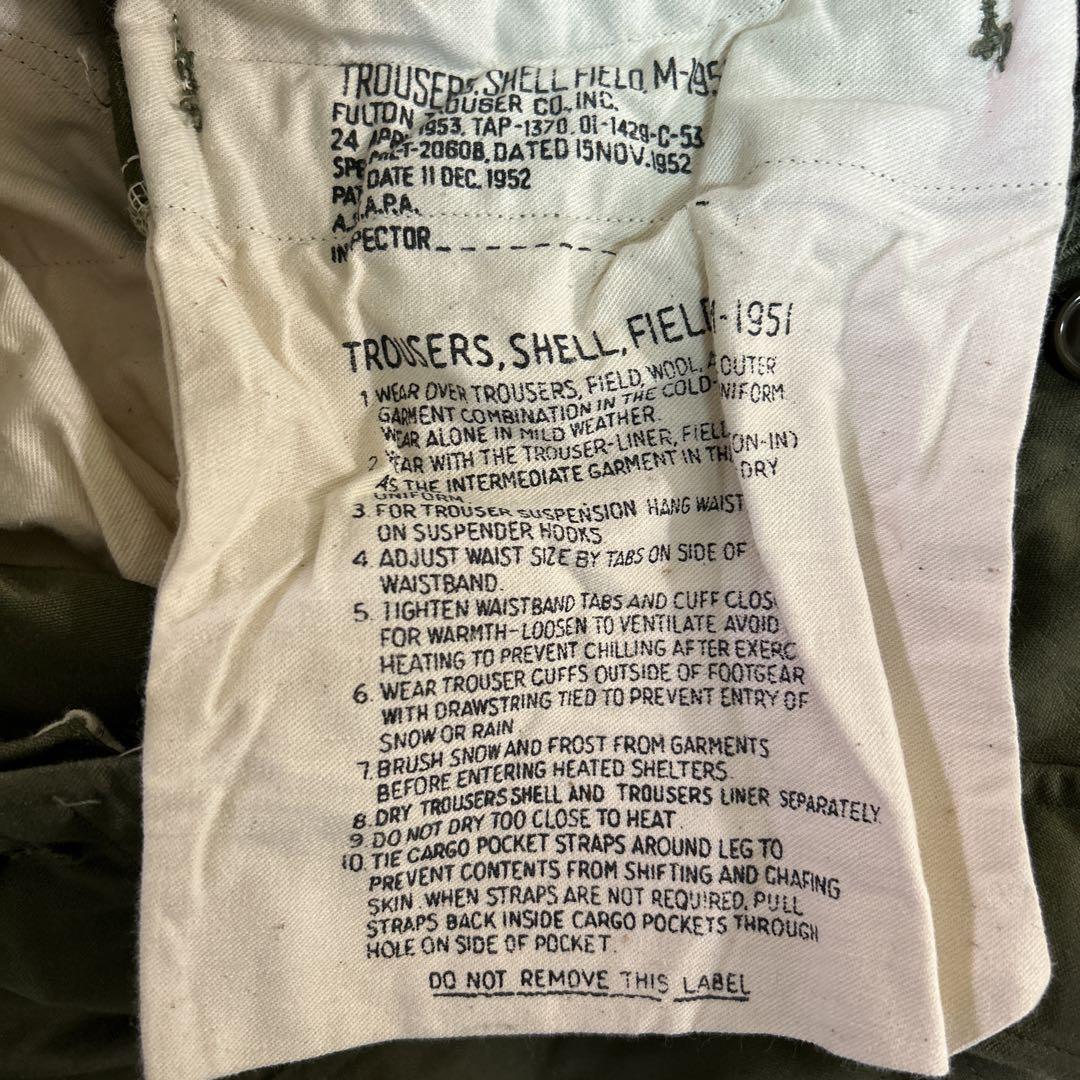 TROUSERS, SHELL FIELD, M-195
FULTON TROUSER CO., INC.
24 APR. 1953, TAP-1370, OI-1429-C-53
-20608, DATED 15 NOV. 1952
DATE 11 DEC. 1952
A.P.A.
INSPECTOR
TROUSERS, SHELL, FIELD -1951
1 WEAR OVER TROUSERS, FIELD, WOOL, OUTER
GARMENT COMBINATION IN THE COLD- UNIFORM
WEAR ALONE IN MILD WEATHER.
2. WEAR WITH THE TROUSER-LINER, FIELD (ON-IN)
AS THE INTERMEDIATE GARMENT IN THE DRY
UNIFORM.
3. FOR TROUSER SUSPENSION HANG WAIST
ON SUSPENDER HOOKS
4. ADJUST WAIST SIZE BY TABS ON SIDE OF
WAISTBAND.
5. TIGHTEN WAISTBAND TABS AND CUFF CLOS
FOR WARMTH-LOOSEN TO VENTILATE AVOID
HEATING TO PREVENT CHILLING AFTER EXERC
6. WEAR TROUSER CUFFS OUTSIDE OF FOOTGEAR
WITH DRAWSTRING TIED TO PREVENT ENTRY OF
SNOW OR RAIN
7. BRUSH SNOW AND FROST FROM GARMENTS
BEFORE ENTERING HEATED SHELTERS.
8. DRY TROUSERS SHELL AND TROUSERS LINER SEPARATELY
9. DO NOT DRY TOO CLOSE TO HEAT
10. TIE CARGO POCKET STRAPS AROUND LEG TO
PREVENT CONTENTS FROM SHIFTING AND CHAFING
SKIN. WHEN STRAPS ARE NOT REQUIRED, PULL
STRAPS BACK INSIDE CARGO POCKETS THROUGH
HOLE ON SIDE OF POCKET.
DO NOT REMOVE THIS LABEL